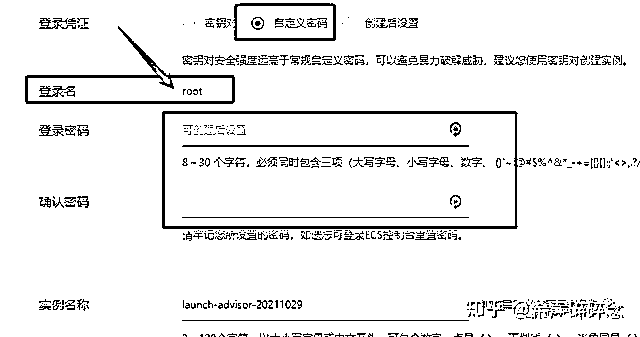 登录凭证 密钥对 自定义密码 创建后设置
密钥对安全强度远高于常规自定义密码，可以避免暴力破解威胁，建议您使用密钥对创建实例。
登录名 root
登录密码 可创建后设置
8 ~ 30 个字符，必须同时包含三项（大写字母、小写字母、数字、
确认密码
请牢记您所设置的密码，如遗忘可登录ECS控制台重置密码。
实例名称 launch-advisor-20211029
知乎